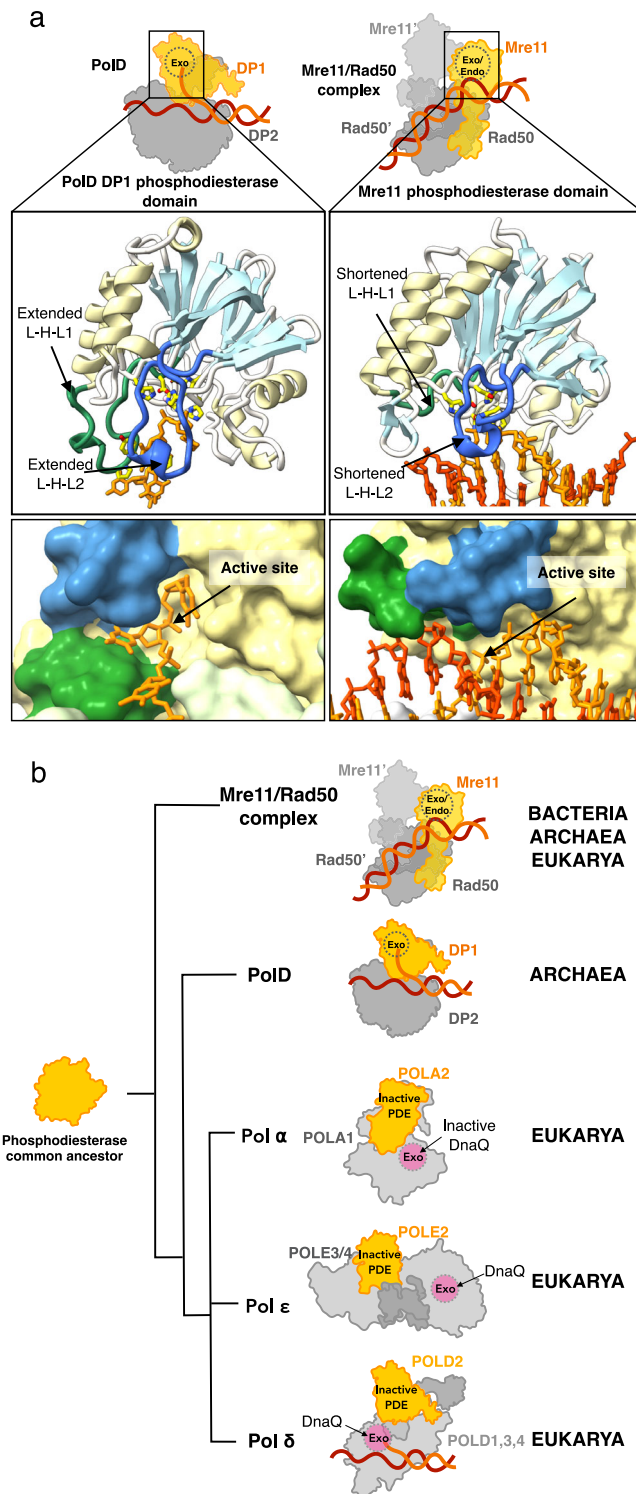 a
PolD
Exo
DP1
DP2
PolD DP1 phosphodiesterase
domain
Mre11'
Mre11
Exo/
Endo
Mre11/Rad50
complex
Rad50'
Rad50
Mre11 phosphodiesterase domain
Extended
L-H-L1
Extended
L-H-L2
Shortened
L-H-L1
Shortened
L-H-L2
Active site
Active site
b
Mre11/Rad50
complex
Mre11'
Mre11
Exo/
Endo
Rad50'
Rad50
BACTERIA
ARCHAEA
EUKARYA
PolD
Exo
DP1
DP2
ARCHAEA
Phosphodiesterase
common ancestor
Pol α
POLA2
Inactive
PDE
POLA1
Exo
Inactive
DnaQ
EUKARYA
Pol ε
POLE2
POLE3/4
Inactive
PDE
DnaQ
Exo
EUKARYA
Pol δ
POLD2
Inactive
PDE
DnaQ
Exo
POLD1,3,4
EUKARYA